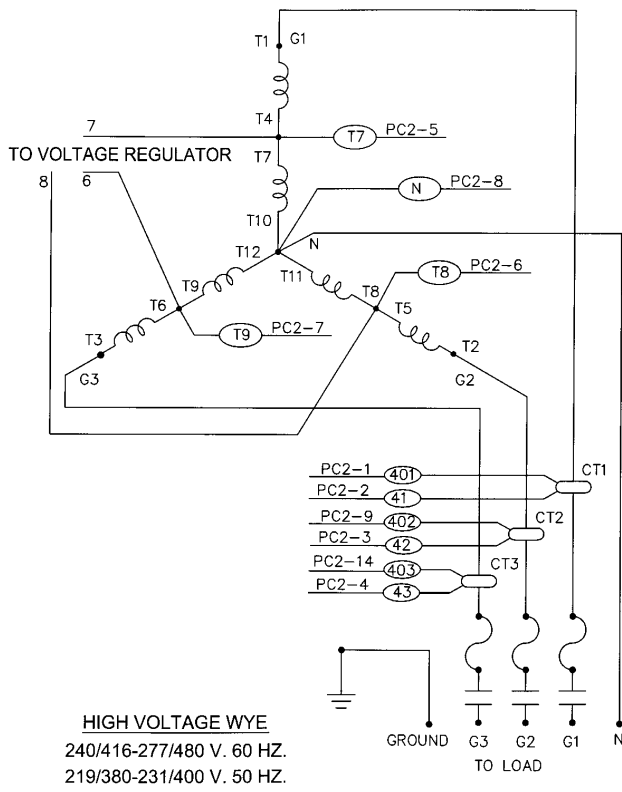 T1
G1
T4
7
T7
PC2-5
TO VOLTAGE REGULATOR
T7
8
6
N
PC2-8
T10
T12
N
T9
T11
T8
T8
PC2-6
T6
T5
T3
T9
PC2-7
T2
G3
G2
PC2-1
401
CT1
PC2-2
41
PC2-9
402
CT2
PC2-3
42
PC2-14
403
CT3
PC2-4
43
GROUND
G3
G2
G1
N
TO LOAD
HIGH VOLTAGE WYE
240/416-277/480 V. 60 HZ.
219/380-231/400 V. 50 HZ.